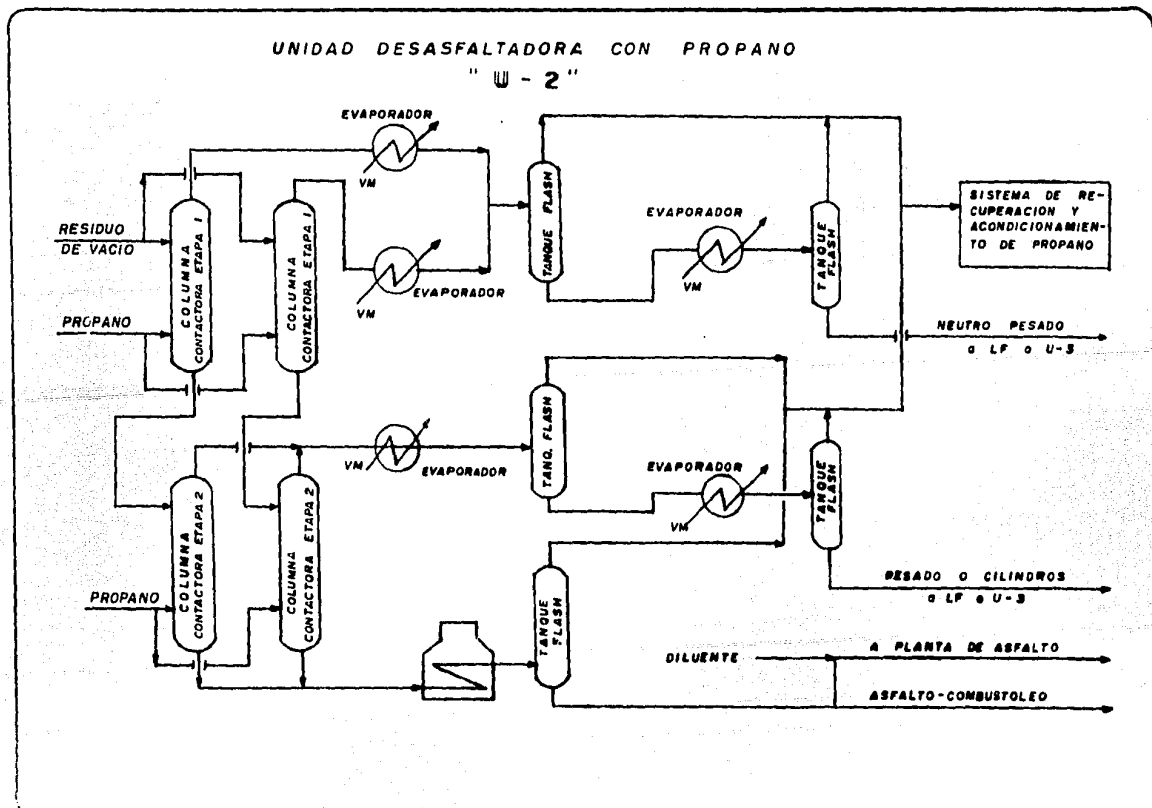 UNIDAD DESASFALTADORA CON PROPANO
" U - 2 "
EVAPORADOR
VM
RESIDUO
DE VACIO
COLUMNA
CONTACTORA ETAPA 1
COLUMNA
CONTACTORA ETAPA 1
PROPANO
VM
EVAPORADOR
TANQUE FLASH
EVAPORADOR
VM
TANQUE
FLASH
SISTEMA DE RE-
CUPERACION Y
ACONDICIONAMIEN-
TO DE PROPANO
NEUTRO PESADO
a LF o U-3
COLUMNA
CONTACTORA ETAPA 2
COLUMNA
CONTACTORA ETAPA 2
PROPANO
VM
EVAPORADOR
TANQ. FLASH
EVAPORADOR
VM
TANQUE
FLASH
PESADO O CILINDROS
a LF o U-3
TANQUE
FLASH
DILUENTE
A PLANTA DE ASFALTO
ASFALTO-COMBUSTOLEO